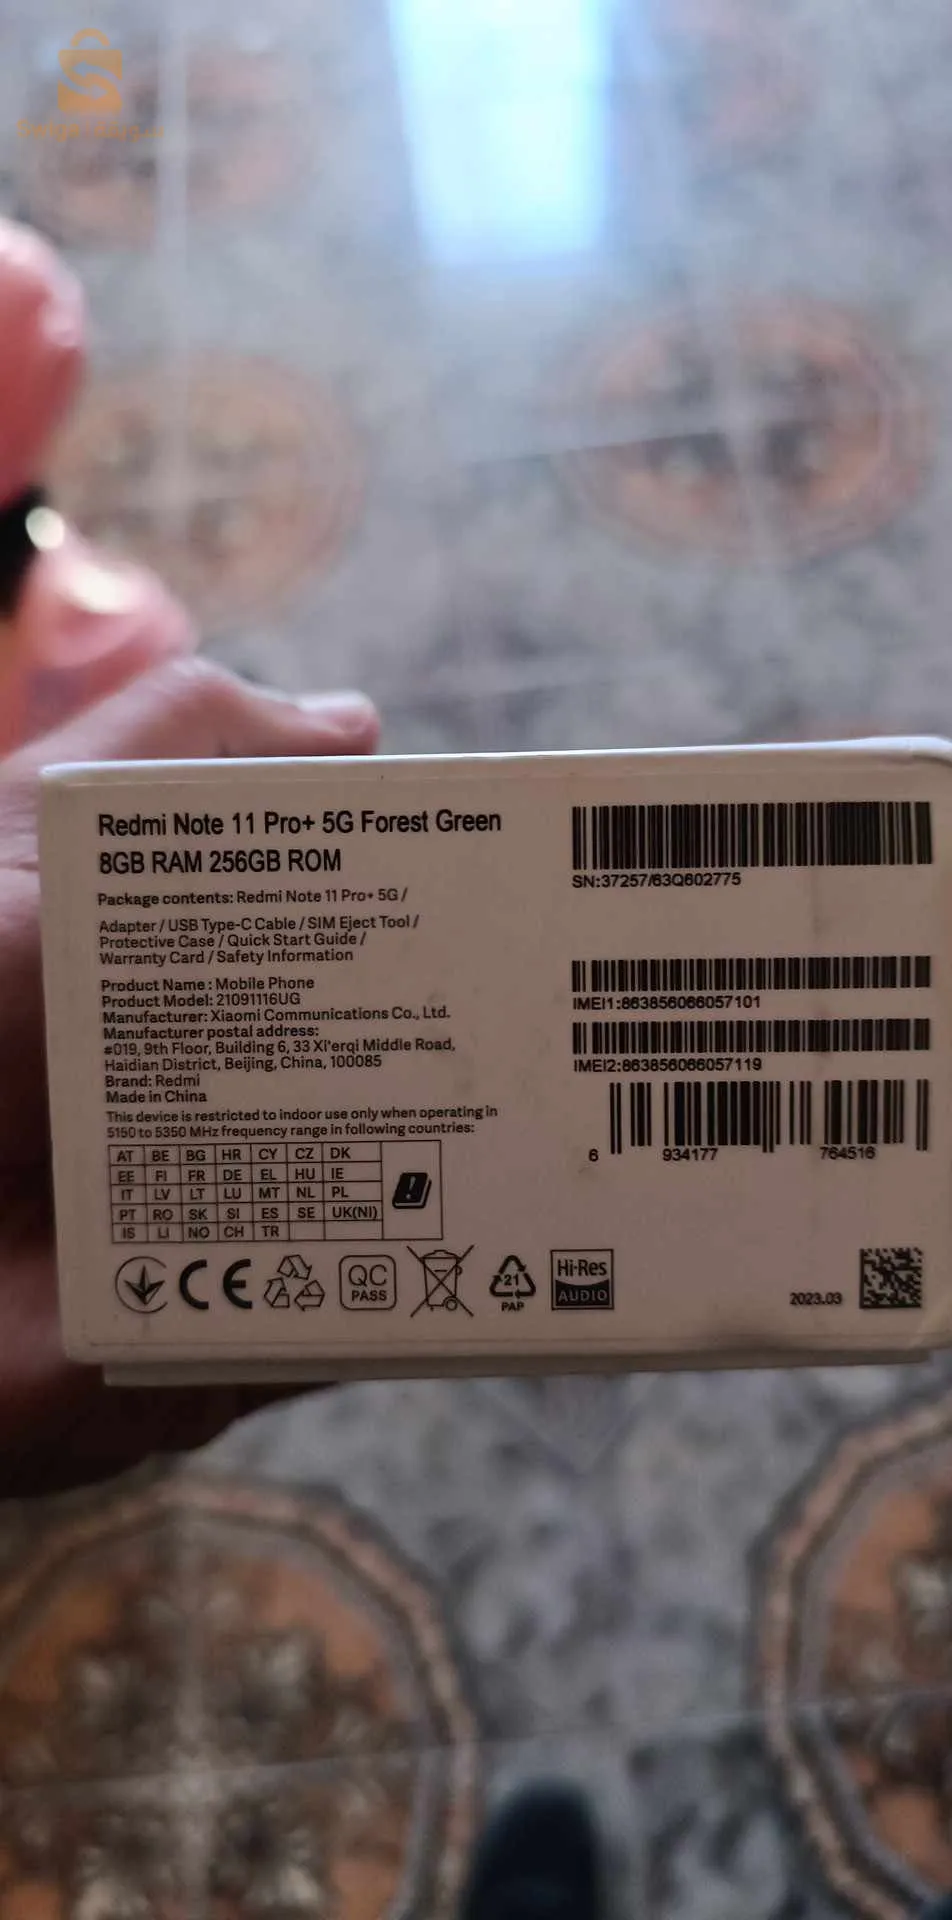 Redmi Note 11 Pro+ 5G Forest Green
8GB RAM 256GB ROM
Package contents: Redmi Note 11 Pro+ 5G /
Adapter / USB Type-C Cable / SIM Eject Tool /
Protective Case / Quick Start Guide /
Warranty Card / Safety Information
Product Name : Mobile Phone
Product Model: 21091116UG
Manufacturer: Xiaomi Communications Co., Ltd.
Manufacturer postal address:
#019, 9th Floor, Building 6, 33 Xi'erqi Middle Road,
Haidian District, Beijing, China, 100085
Brand: Redmi
Made in China
This device is restricted to indoor use only when operating in
5150 to 5350 MHz frequency range in following countries:
AT BE BG HR CY CZ DK
EE FI FR DE EL HU IE
IT LV LT LU MT NL PL
PT RO SK SI ES SE UK(NI)
IS LI NO CH TR
CE
QC
PASS
21
PAP
Hi-Res
AUDIO
SN:37257/63Q602775
IMEI1:863856066057101
IMEI2:863856066057119
6 934177 764516
2023.03